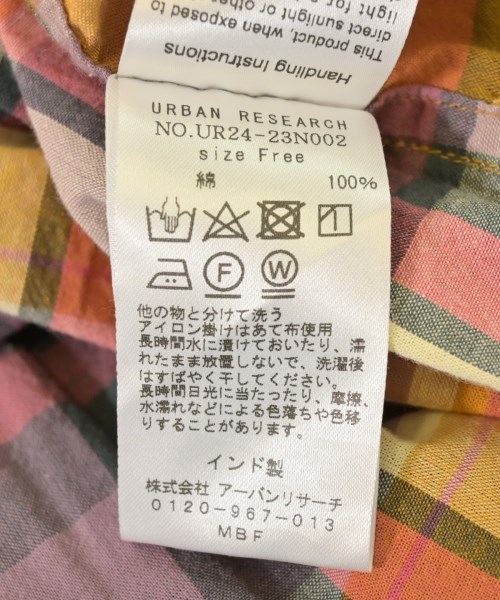 Handling Instructions
This product, when exposed to
direct sunlight or othe
light for
URBAN RESEARCH
NO.UR24-23N002
size Free
綿 100%
F W
他の物と分けて洗う
アイロン掛けはあて布使用
長時間水に漬けておいたり、濡
れたまま放置しないで、洗濯後
はすばやく干してください。
長時間日光に当たったり、摩擦、
水濡れなどによる色落ちや色移
りすることがあります。
インド製
株式会社 アーバンリサーチ
0120-967-013
MBF